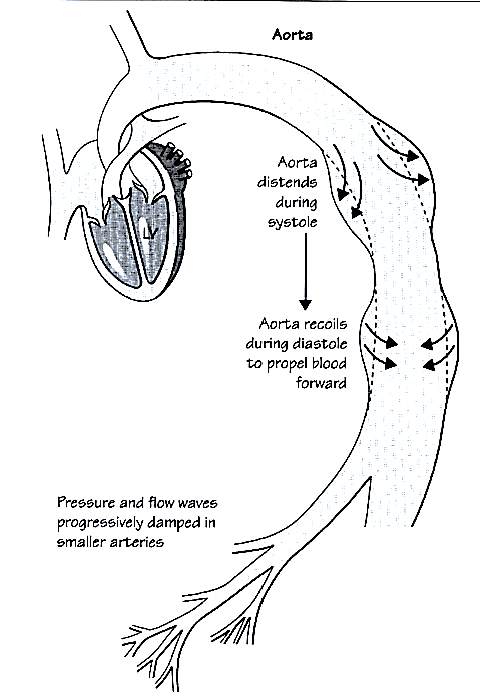 Aorta
Aorta
distends
during
systole
Aorta recoils
during diastole
to propel blood
forward
Pressure and flow waves
progressively damped in
smaller arteries
LV